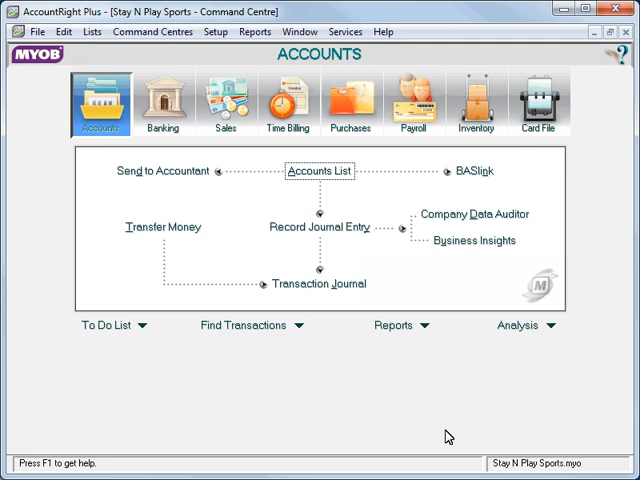 AccountRight Plus - [Stay N Play Sports - Command Centre]
File Edit Lists Command Centres Setup Reports Window Services Help
MYOB ACCOUNTS
Accounts Banking Sales Time Billing Purchases Payroll Inventory Card File
Send to Accountant Accounts List BASlink
Company Data Auditor
Transfer Money Record Journal Entry
Business Insights
Transaction Journal
To Do List Find Transactions Reports Analysis
Press F1 to get help. Stay N Play Sports.myo